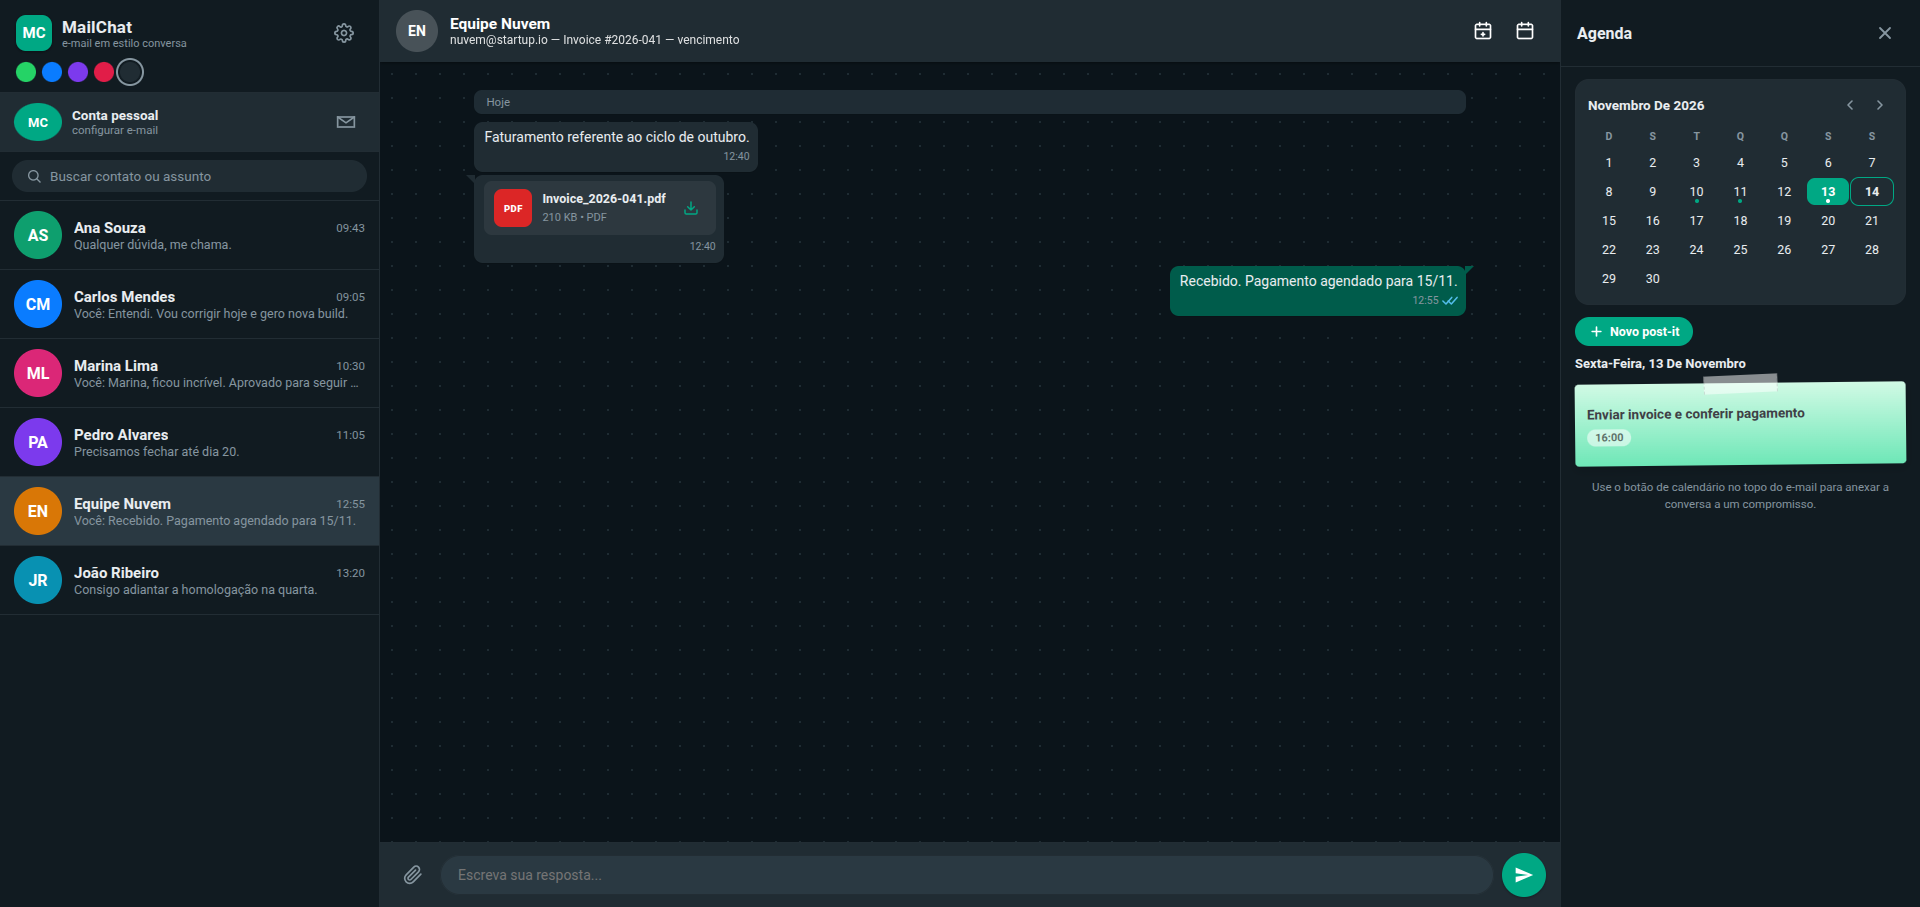 MC
MailChat
e-mail em estilo conversa
MC
Conta pessoal
configurar e-mail
Buscar contato ou assunto
AS
Ana Souza
09:43
Qualquer dúvida, me chama.
CM
Carlos Mendes
09:05
Você: Entendi. Vou corrigir hoje e gero nova build.
ML
Marina Lima
10:30
Você: Marina, ficou incrível. Aprovado para seguir ...
PA
Pedro Alvares
11:05
Precisamos fechar até dia 20.
EN
Equipe Nuvem
12:55
Você: Recebido. Pagamento agendado para 15/11.
JR
João Ribeiro
13:20
Consigo adiantar a homologação na quarta.
EN
Equipe Nuvem
nuvem@startup.io — Invoice #2026-041 — vencimento
Hoje
Faturamento referente ao ciclo de outubro.
12:40
PDF
Invoice_2026-041.pdf
210 KB • PDF
12:40
Recebido. Pagamento agendado para 15/11.
12:55
Escreva sua resposta...
Agenda
Novembro De 2026
D S T Q Q S S
1 2 3 4 5 6 7
8 9 10 11 12 13 14
15 16 17 18 19 20 21
22 23 24 25 26 27 28
29 30
Novo post-it
Sexta-Feira, 13 De Novembro
Enviar invoice e conferir pagamento
16:00
Use o botão de calendário no topo do e-mail para anexar a
conversa a um compromisso.